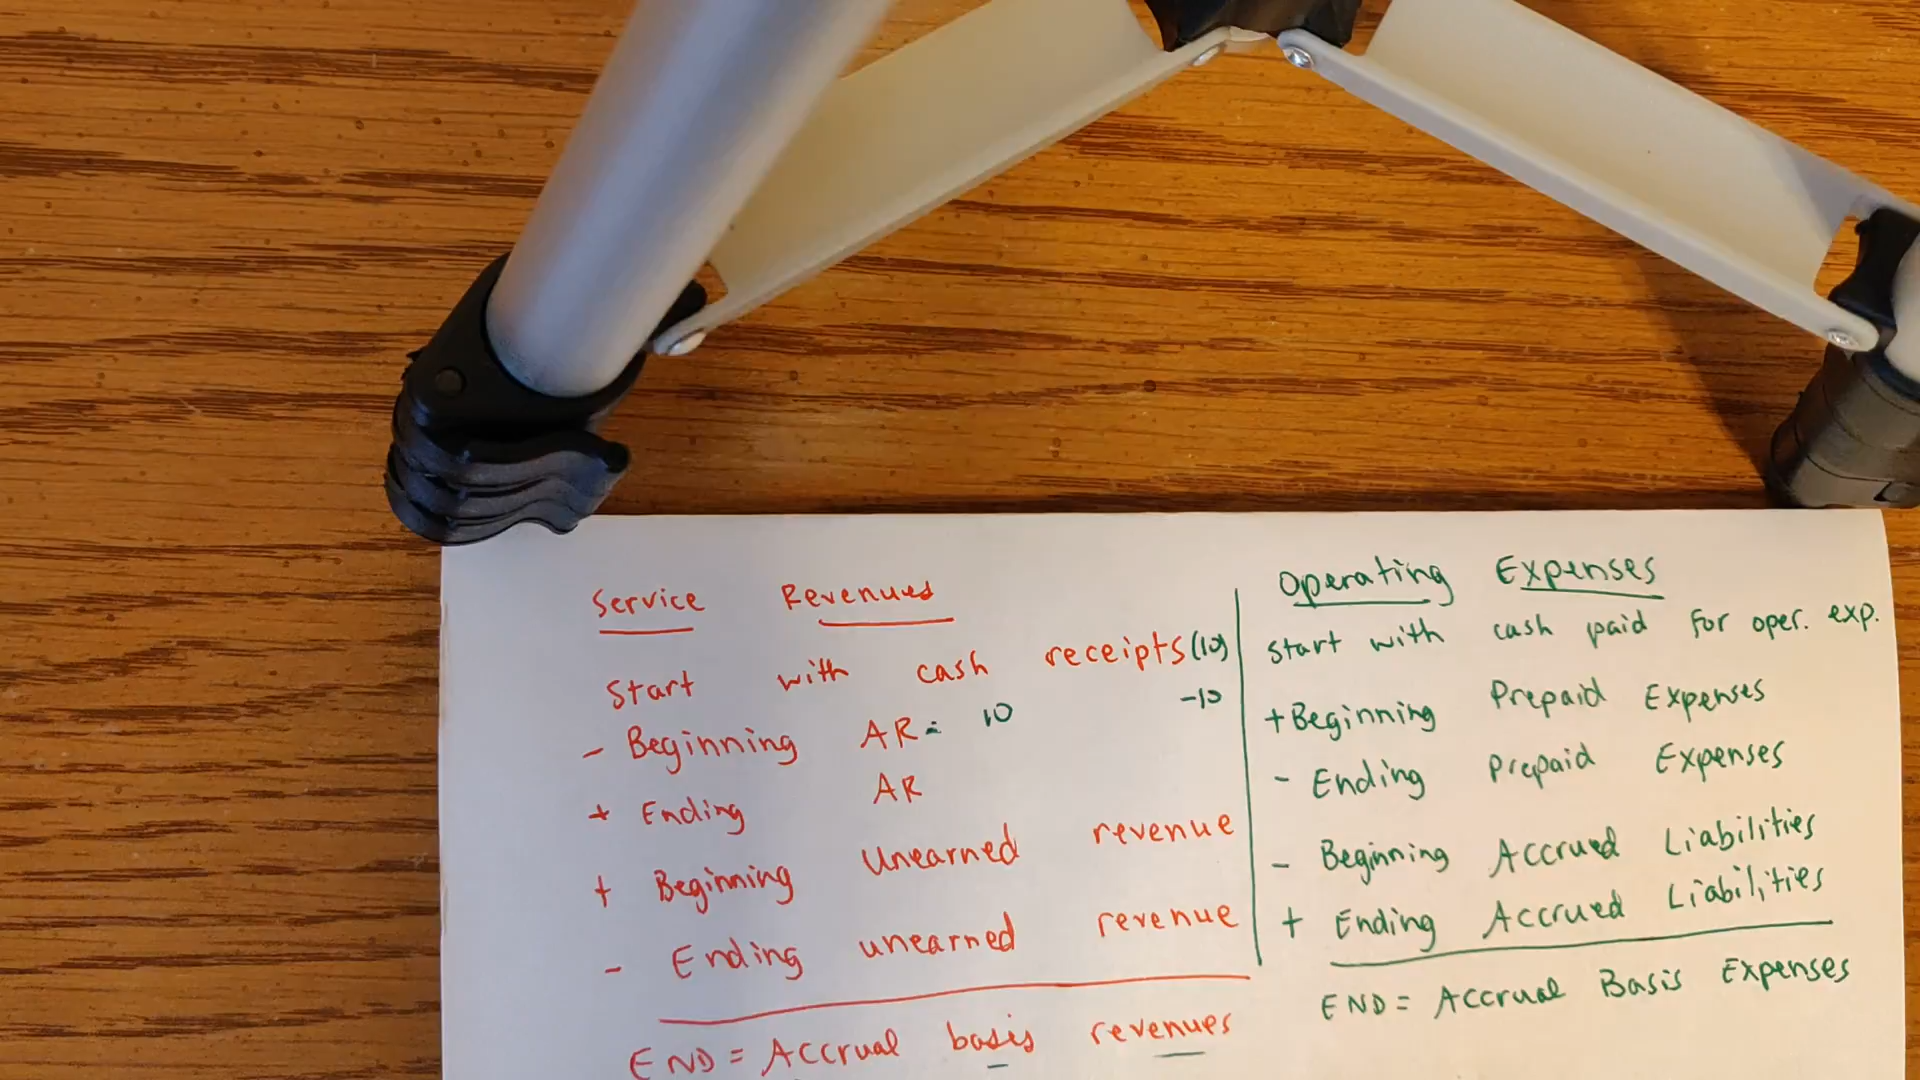 Service Revenues
Start with cash receipts (10)
-10
- Beginning AR = 10
+ Ending AR
+ Beginning Unearned revenue
- Ending unearned revenue
END = Accrual basis revenues
Operating Expenses
Start with cash paid for oper. exp.
+ Beginning Prepaid Expenses
- Ending Prepaid Expenses
- Beginning Accrued Liabilities
+ Ending Accrued Liabilities
END = Accrual Basis Expenses